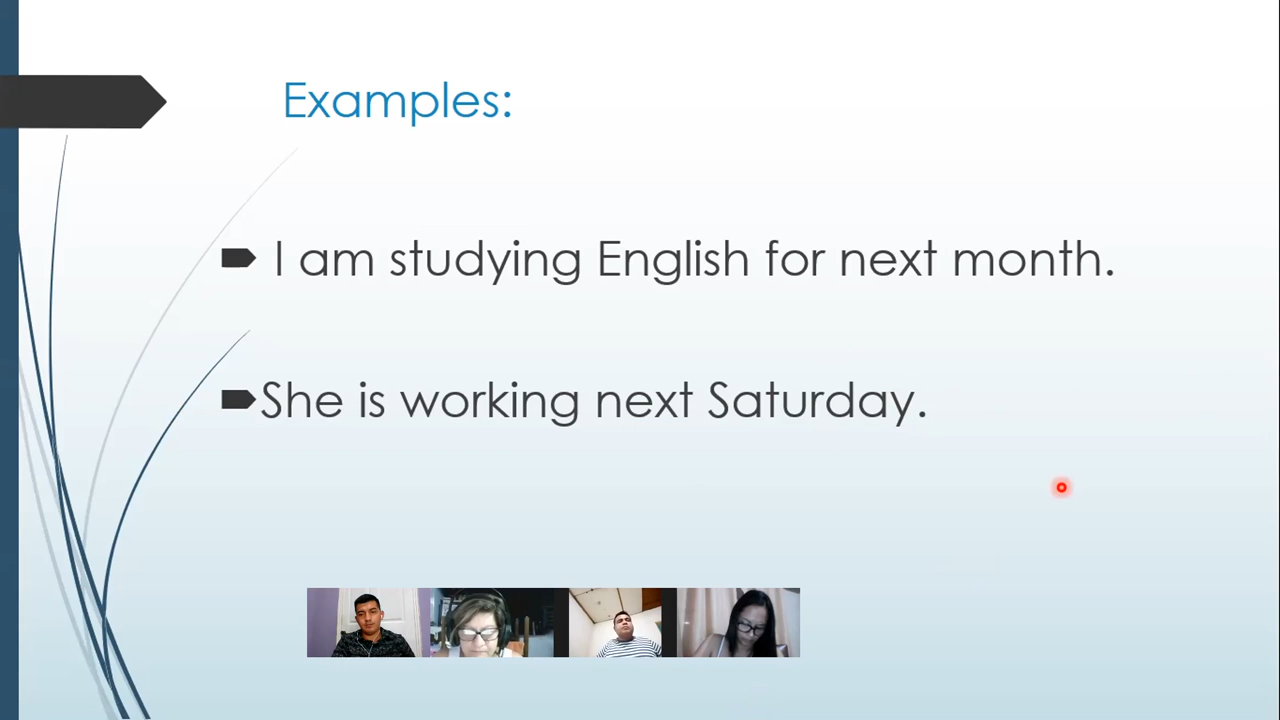 Examples:
I am studying English for next month.
She is working next Saturday.